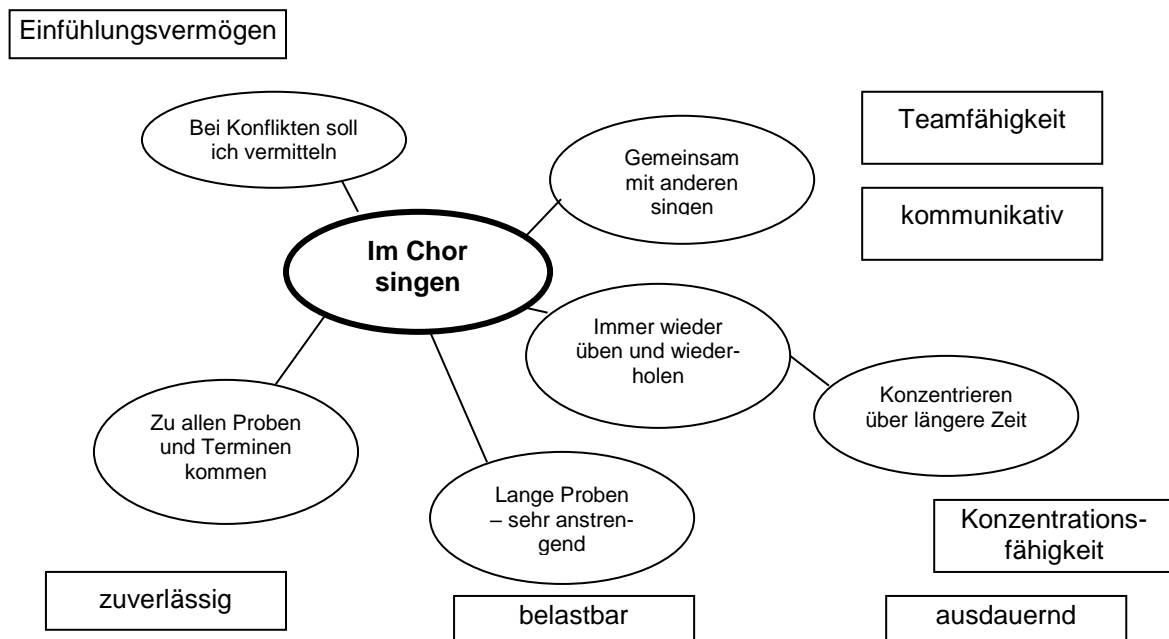 Einfühlungsvermögen
Bei Konflikten soll
ich vermitteln
Teamfähigkeit
Gemeinsam
mit anderen
singen
kommunikativ
Im Chor
singen
Immer wieder
üben und wieder-
holen
Konzentrieren
über längere Zeit
Zu allen Proben
und Terminen
kommen
Lange Proben
– sehr anstren-
gend
Konzentrations-
fähigkeit
zuverlässig
belastbar
ausdauernd